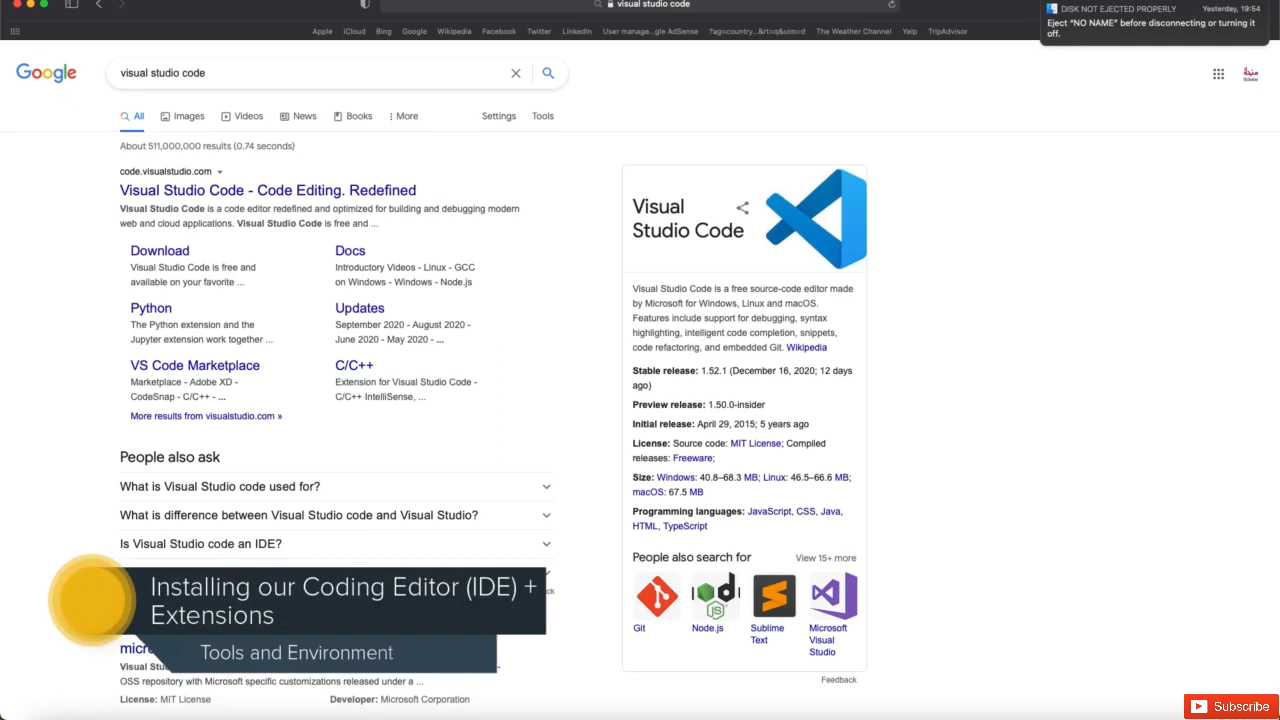 visual studio code
DISK NOT EJECTED PROPERLY
Yesterday, 19:54
Eject “NO NAME” before disconnecting or turning it
off.
Apple iCloud Bing Google Wikipedia Facebook Twitter LinkedIn User manage...gle AdSense ?ag=country...&rt=q&uim=d The Weather Channel Yelp TripAdvisor
Google
visual studio code
All Images Videos News Books More Settings Tools
About 511,000,000 results (0.74 seconds)
code.visualstudio.com
Visual Studio Code - Code Editing. Redefined
Visual Studio Code is a code editor redefined and optimized for building and debugging modern
web and cloud applications. Visual Studio Code is free and ...
Download
Visual Studio Code is free and
available on your favorite ...
Docs
Introductory Videos - Linux - GCC
on Windows - Windows - Node.js
Python
The Python extension and the
Jupyter extension work together ...
Updates
September 2020 - August 2020 -
June 2020 - May 2020 - ...
VS Code Marketplace
Marketplace - Adobe XD -
CodeSnap - C/C++ - ...
C/C++
Extension for Visual Studio Code -
C/C++ IntelliSense, ...
More results from visualstudio.com »
People also ask
What is Visual Studio code used for?
What is difference between Visual Studio code and Visual Studio?
Is Visual Studio code an IDE?
Installing our Coding Editor (IDE) +
Extensions
Tools and Environment
OSS repository with Microsoft specific customizations released under a ...
License: MIT License
Developer: Microsoft Corporation
Visual
Studio Code
Visual Studio Code is a free source-code editor made
by Microsoft for Windows, Linux and macOS.
Features include support for debugging, syntax
highlighting, intelligent code completion, snippets,
code refactoring, and embedded Git. Wikipedia
Stable release: 1.52.1 (December 16, 2020; 12 days
ago)
Preview release: 1.50.0-insider
Initial release: April 29, 2015; 5 years ago
License: Source code: MIT License; Compiled
releases: Freeware;
Size: Windows: 40.8–68.3 MB; Linux: 46.5–66.6 MB;
macOS: 67.5 MB
Programming languages: JavaScript, CSS, Java,
HTML, TypeScript
People also search for
View 15+ more
Git
Node.js
Sublime
Text
Microsoft
Visual
Studio
Feedback
Subscribe